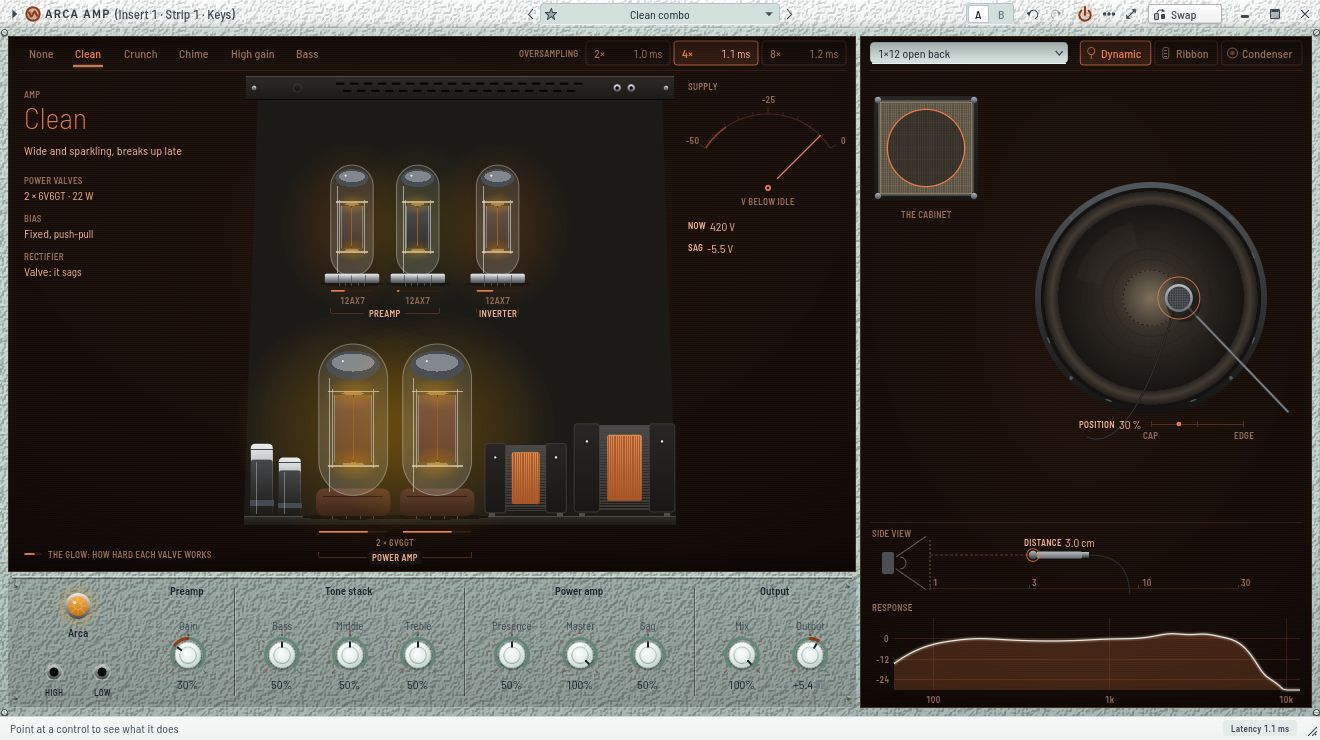 ARCA AMP (Insert 1 · Strip 1 · Keys)
Clean combo
A B
Swap
None Clean Crunch Chime High gain Bass
OVERSAMPLING 2× 1.0 ms 4× 1.1 ms 8× 1.2 ms
1×12 open back
Dynamic Ribbon Condenser
AMP
Clean
Wide and sparkling, breaks up late
POWER VALVES
2 × 6V6GT · 22 W
BIAS
Fixed, push-pull
RECTIFIER
Valve: it sags
SUPPLY
-25
-50 0
V BELOW IDLE
NOW 420 V
SAG -5.5 V
12AX7 12AX7 12AX7
PREAMP INVERTER
2 × 6V6GT
POWER AMP
THE GLOW: HOW HARD EACH VALVE WORKS
THE CABINET
POSITION 30 %
CAP EDGE
SIDE VIEW
DISTANCE 3.0 cm
1 3 10 30
RESPONSE
0
-12
-24
100 1k 10k
Arca
HIGH LOW
Preamp Tone stack Power amp Output
Gain Bass Middle Treble Presence Master Sag Mix Output
30% 50% 50% 50% 50% 100% 50% 100% +5.4
Point at a control to see what it does
Latency 1.1 ms